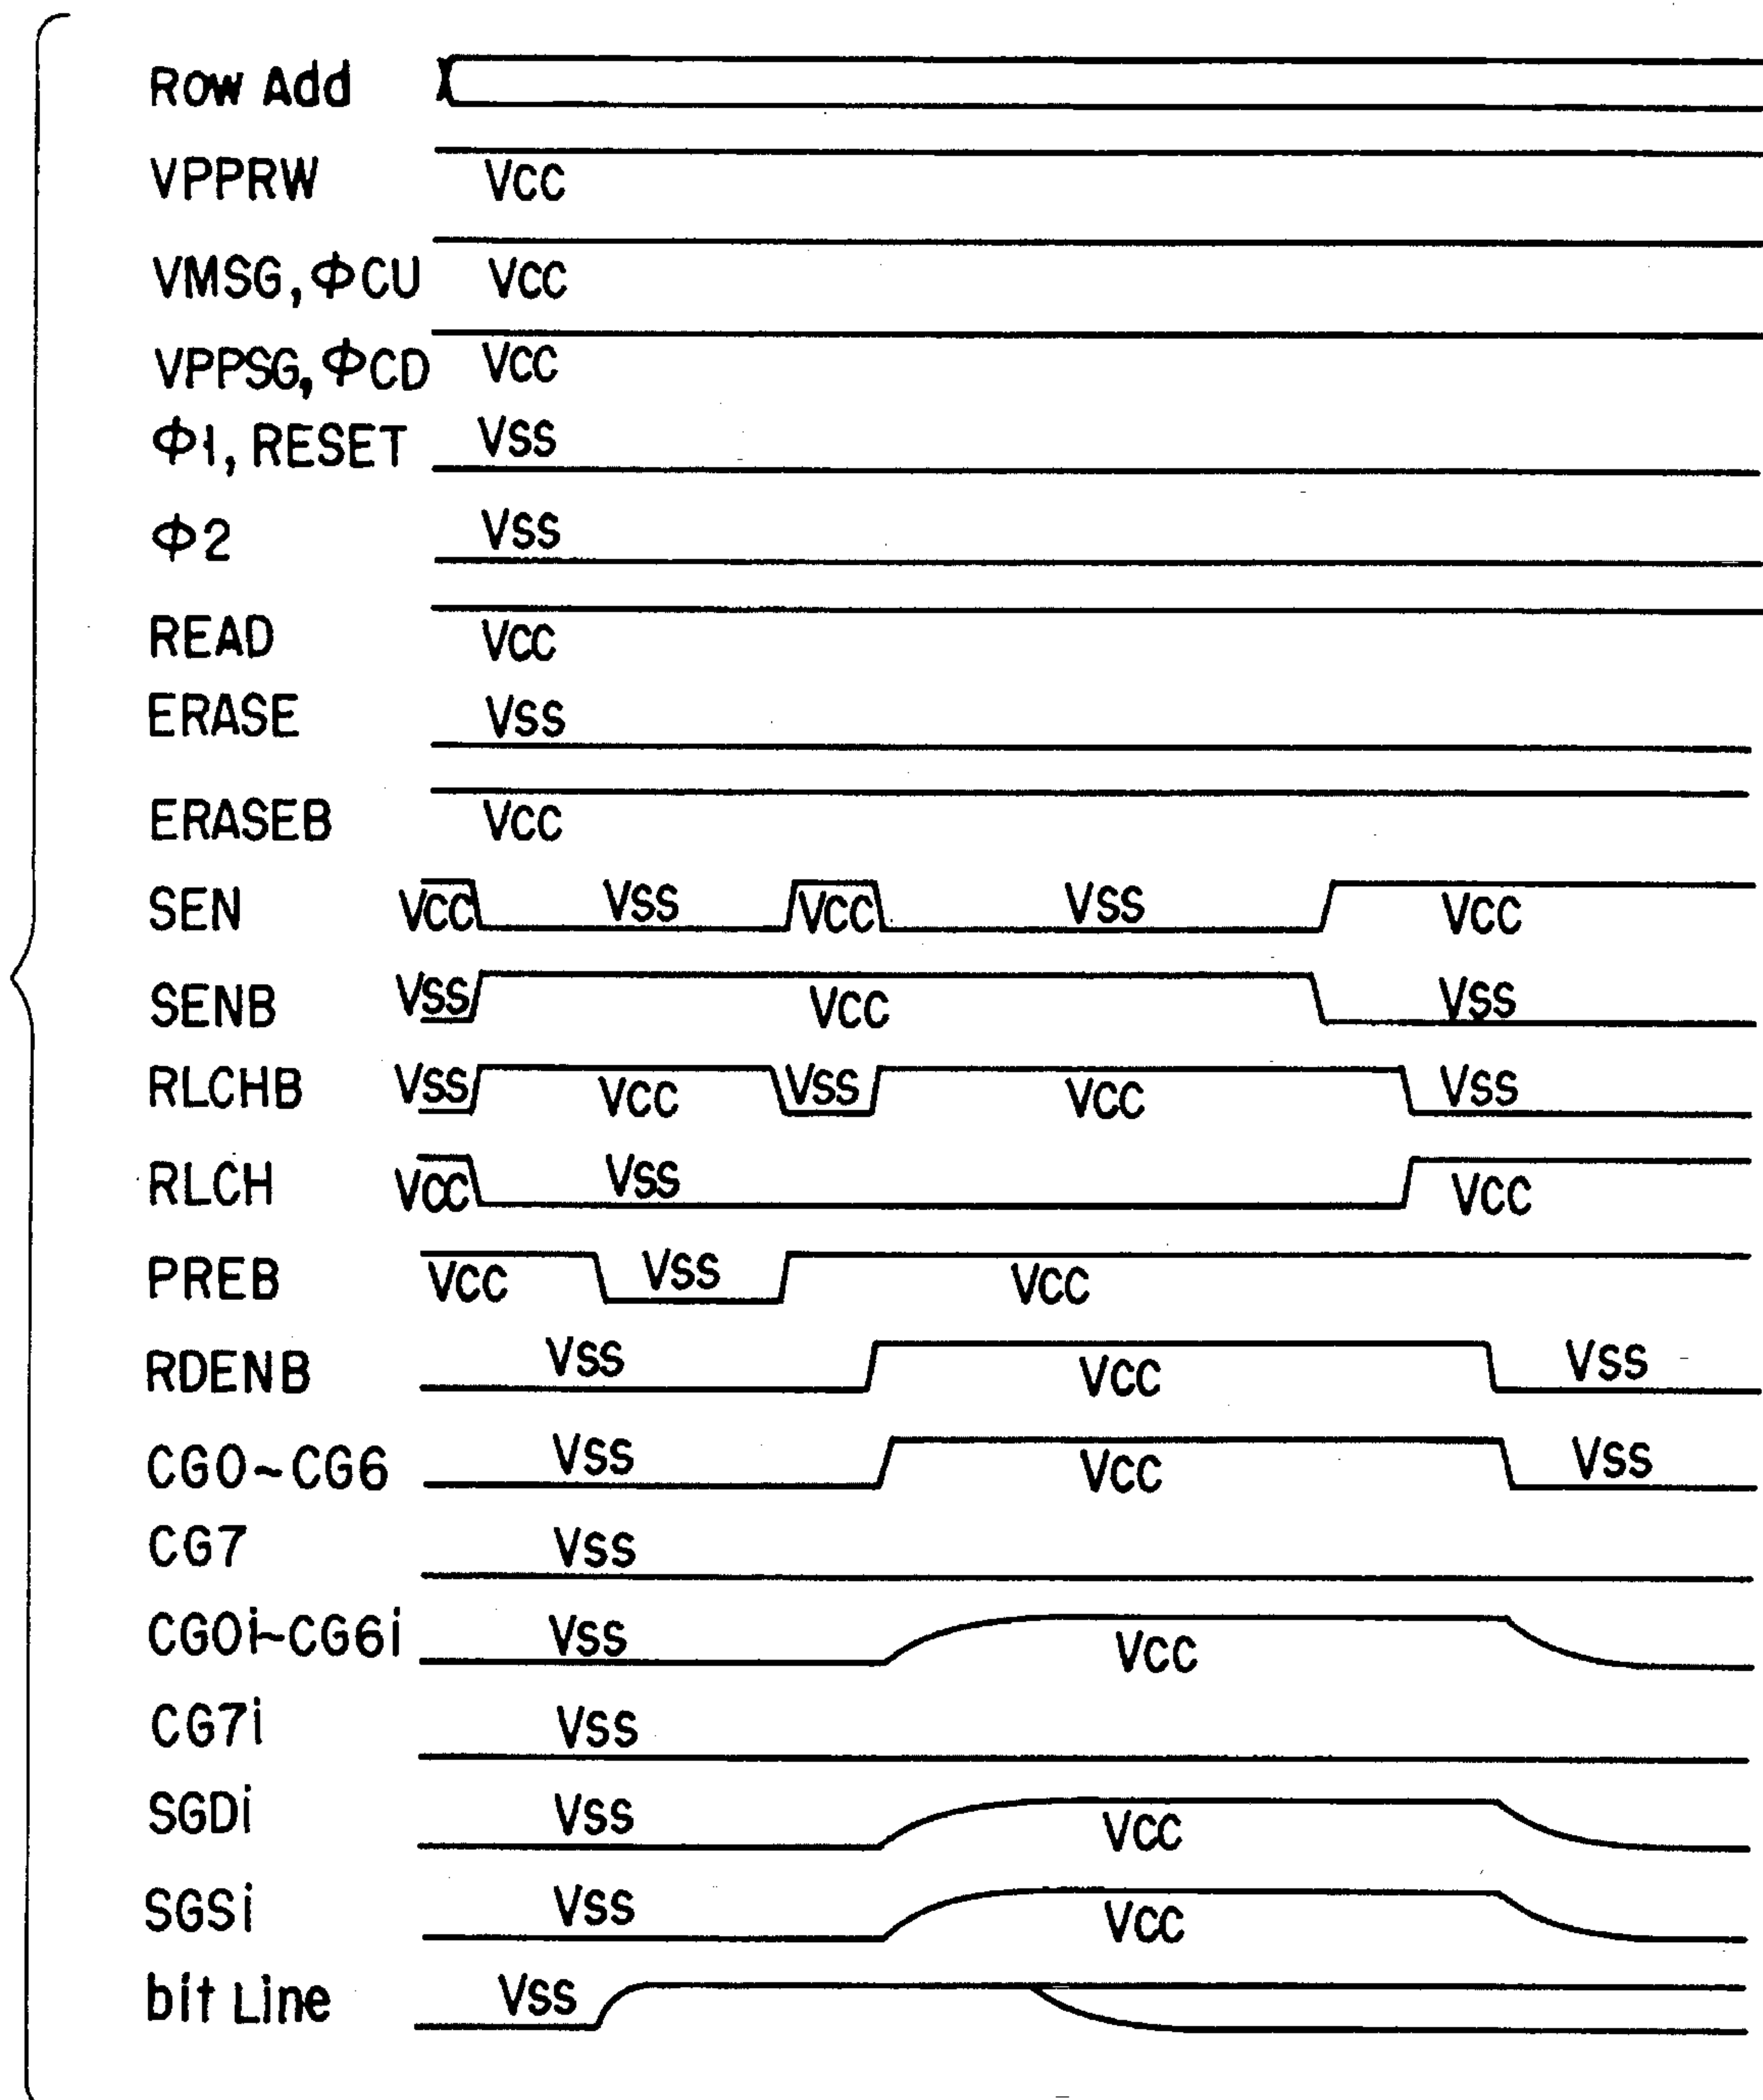 Row Add
VPPRW VCC
VMSG, ΦCU VCC
VPPSG, ΦCD VCC
Φ1, RESET VSS
Φ2 VSS
READ VCC
ERASE VSS
ERASEB VCC
SEN VCC VSS VCC VSS VCC
SENB VSS VCC VSS
RLCHB VSS VCC VSS VCC VSS
RLCH VCC VSS VCC
PREB VCC VSS VCC
RDENB VSS VCC VSS
CG0~CG6 VSS VCC VSS
CG7 VSS
CG0i~CG6i VSS VCC
CG7i VSS
SGDi VSS VCC
SGSi VSS VCC
bit Line VSS